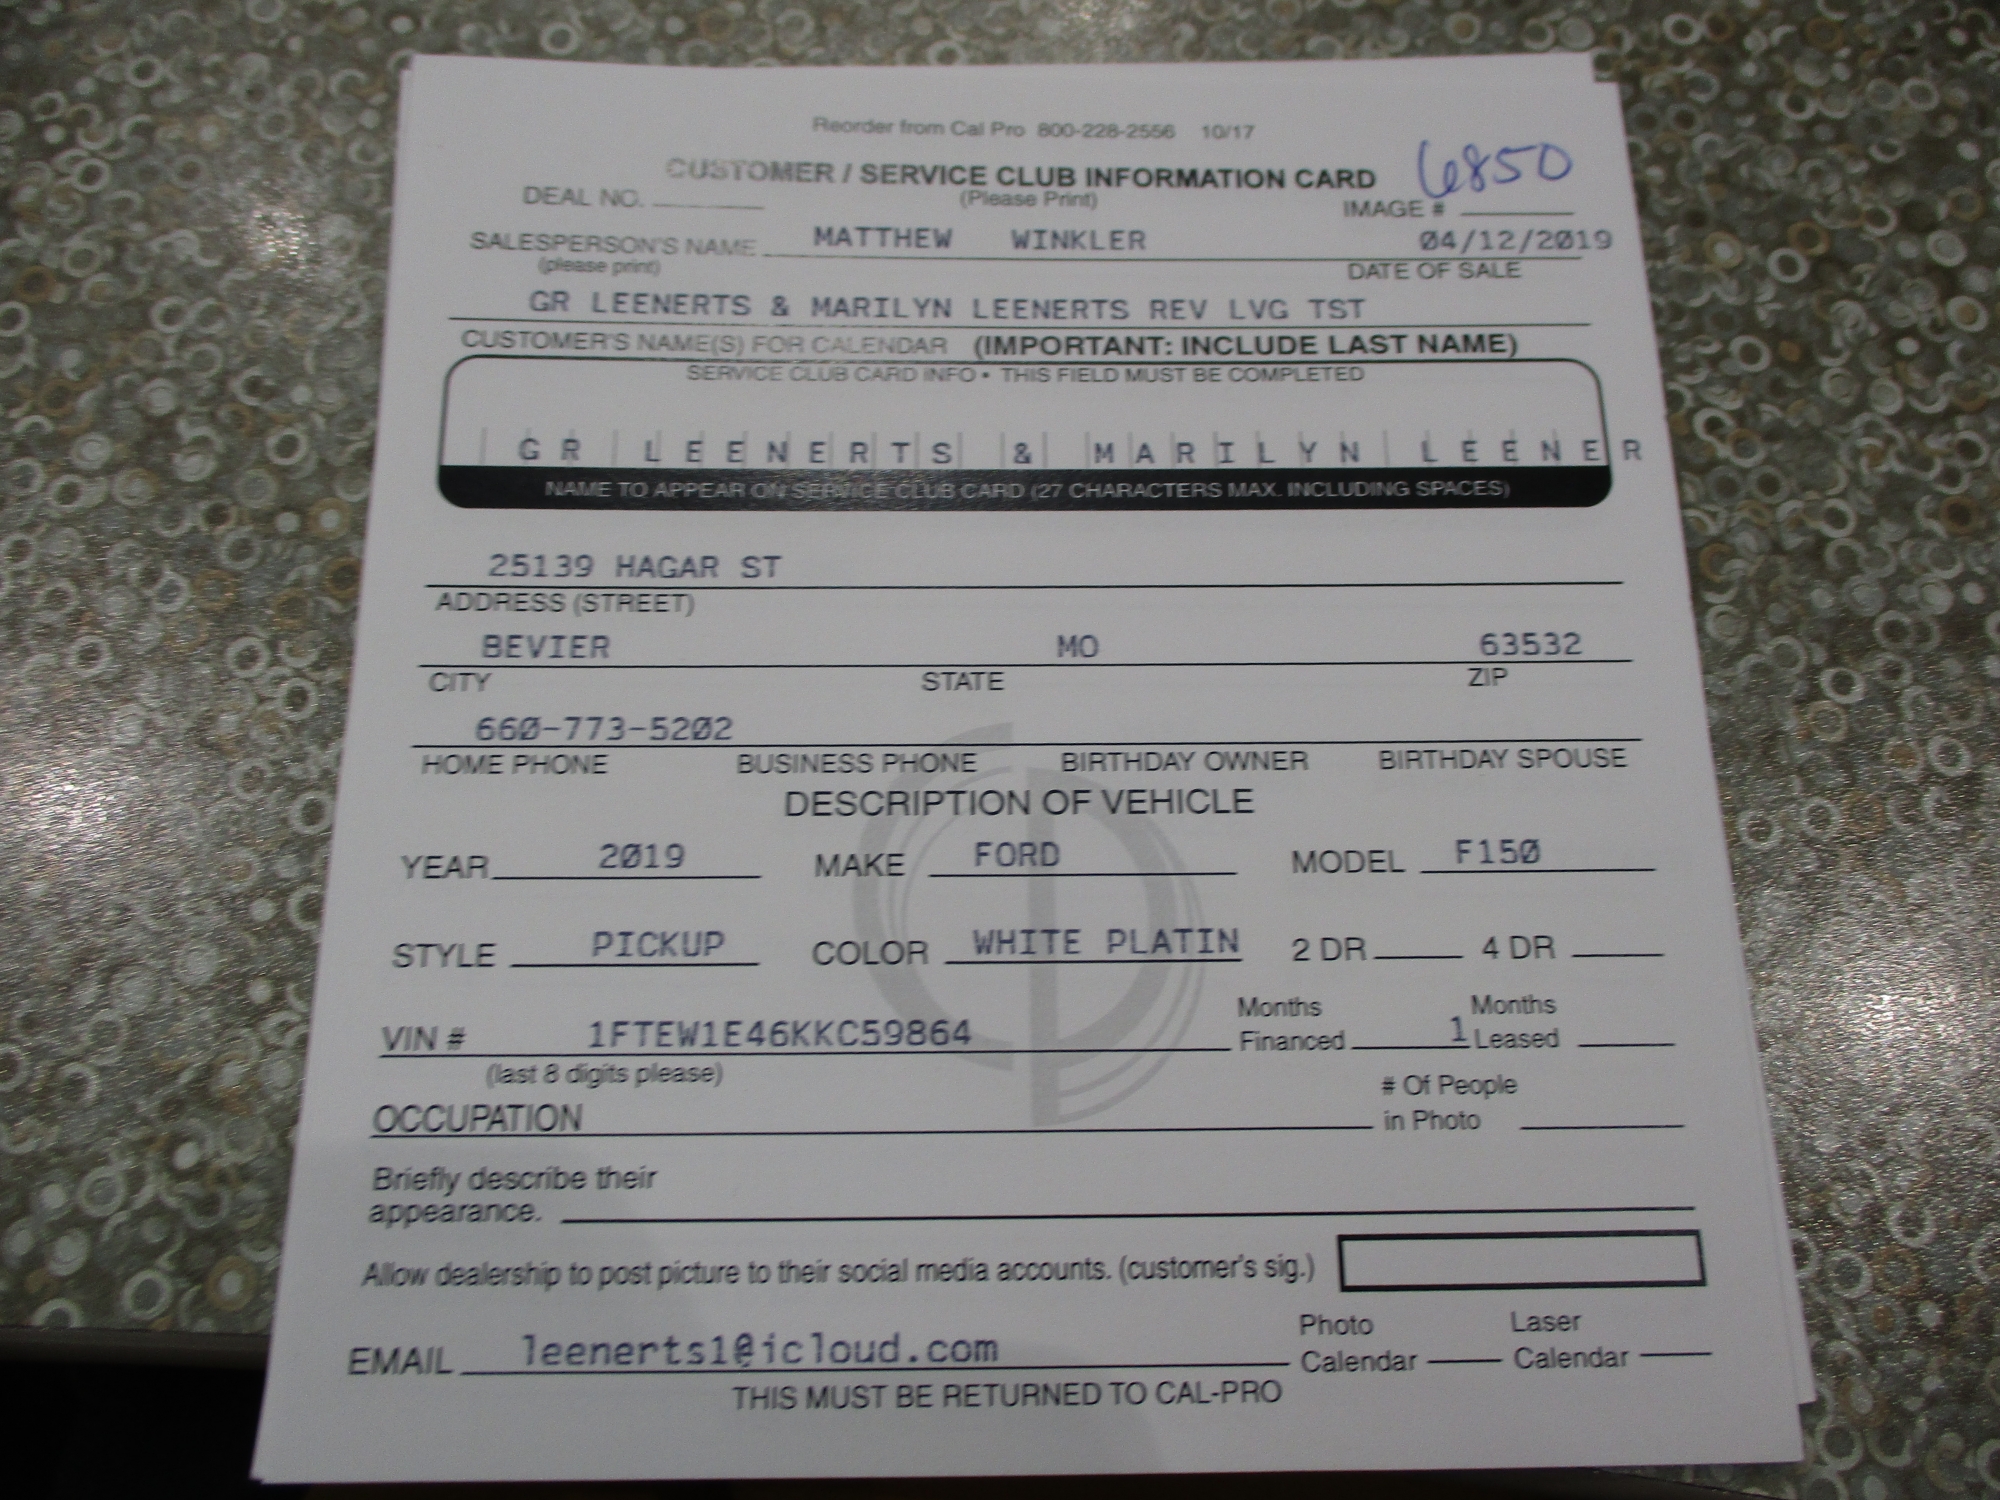 Reorder from Cal Pro 800-228-2556 10/17
CUSTOMER / SERVICE CLUB INFORMATION CARD 6850
DEAL NO. (Please Print) IMAGE #
SALESPERSON'S NAME MATTHEW WINKLER 04/12/2019
(please print) DATE OF SALE
GR LEENERTS & MARILYN LEENERTS REV LVG TST
CUSTOMER'S NAME(S) FOR CALENDAR (IMPORTANT: INCLUDE LAST NAME)
SERVICE CLUB CARD INFO • THIS FIELD MUST BE COMPLETED
GR LEENERTS & MARILYN LEENER
NAME TO APPEAR ON SERVICE CLUB CARD (27 CHARACTERS MAX. INCLUDING SPACES)
25139 HAGAR ST
ADDRESS (STREET)
BEVIER MO 63532
CITY STATE ZIP
660-773-5202
HOME PHONE BUSINESS PHONE BIRTHDAY OWNER BIRTHDAY SPOUSE
DESCRIPTION OF VEHICLE
YEAR 2019 MAKE FORD MODEL F150
STYLE PICKUP COLOR WHITE PLATIN 2 DR 4 DR
Months Months
VIN # 1FTEW1E46KKC59864 Financed 1 Leased
(last 8 digits please) # Of People
OCCUPATION in Photo
Briefly describe their
appearance.
Allow dealership to post picture to their social media accounts. (customer's sig.)
Photo Laser
EMAIL leenerts1@icloud.com Calendar Calendar
THIS MUST BE RETURNED TO CAL-PRO